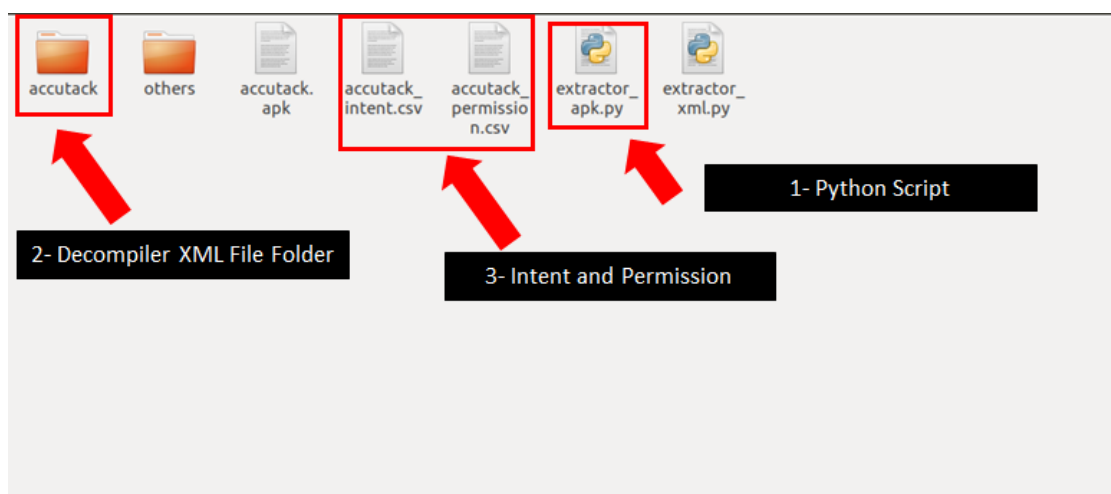 accutack
others
accutack.
apk
accutack_
intent.csv
accutack_
permissio
n.csv
extractor_
apk.py
extractor_
xml.py
1- Python Script
2- Decompiler XML File Folder
3- Intent and Permission